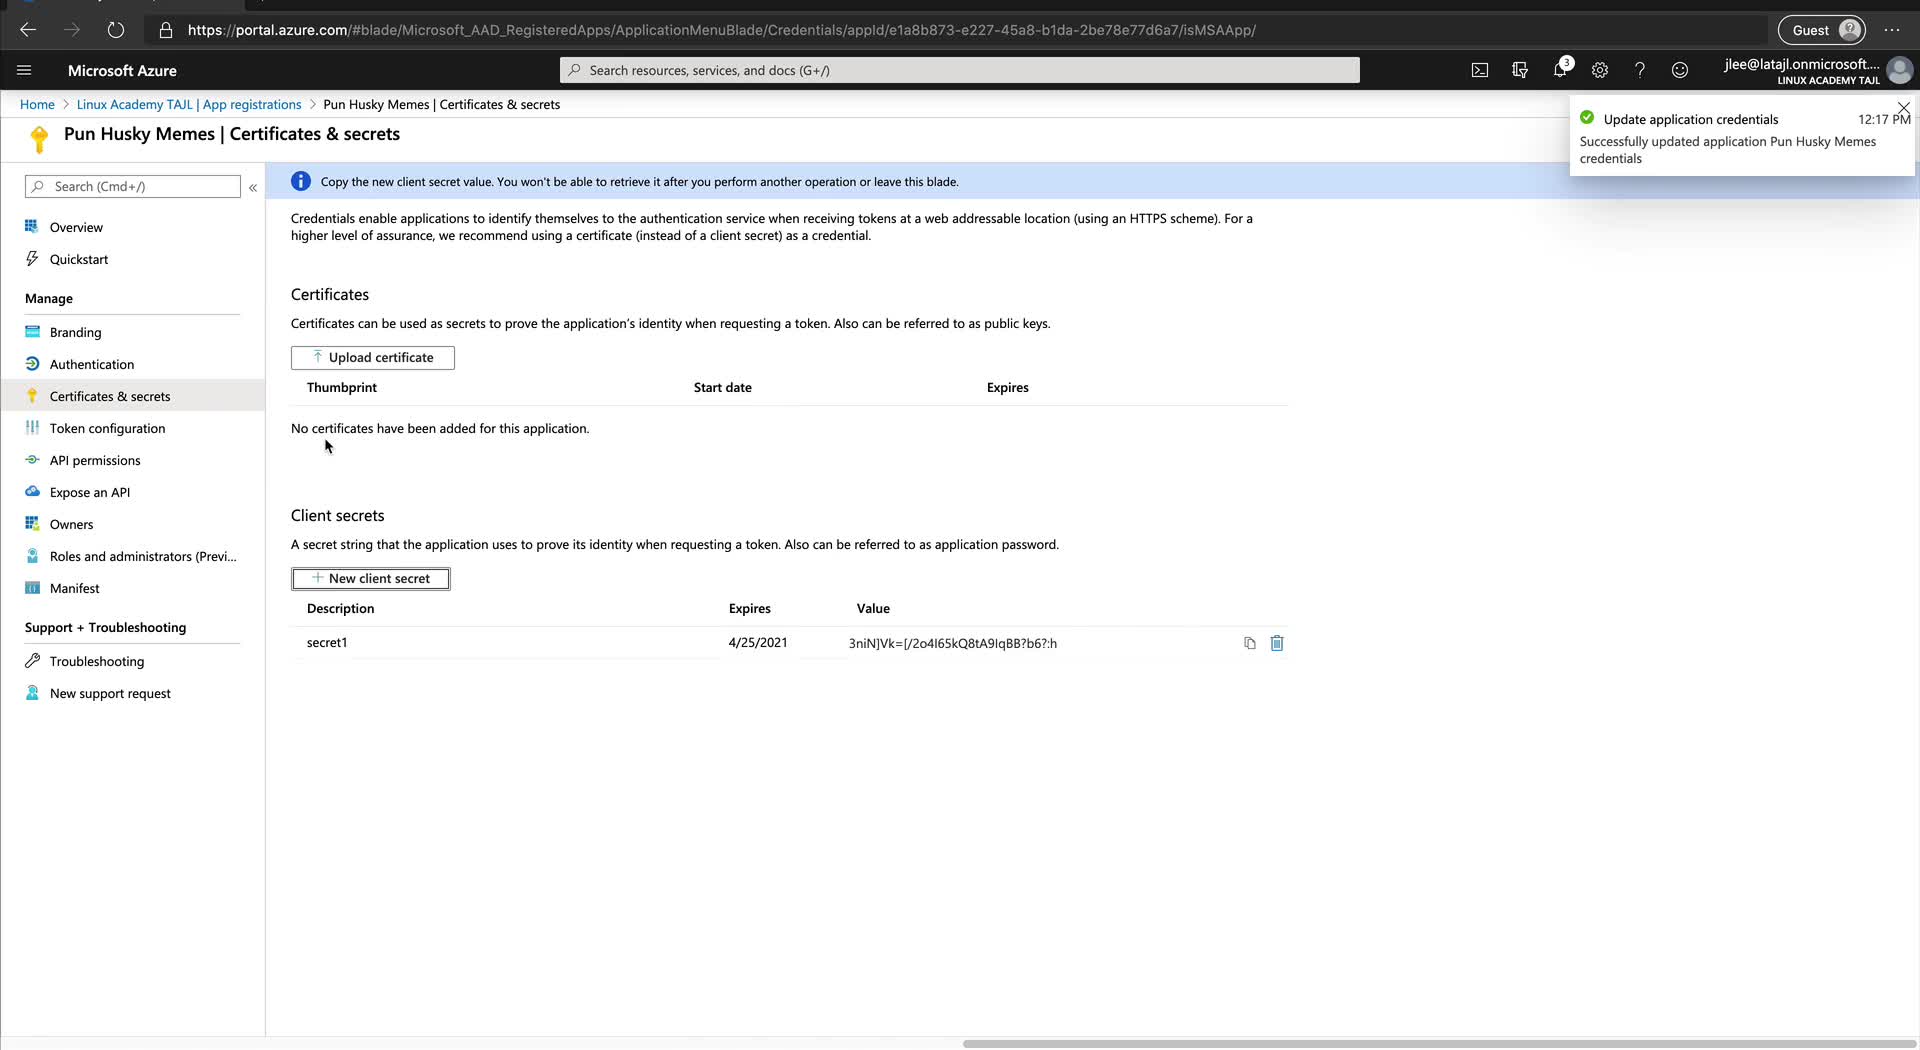 https://portal.azure.com/#blade/Microsoft_AAD_RegisteredApps/ApplicationMenuBlade/Credentials/appId/e1a8b873-e227-45a8-b1da-2be78e77d6a7/isMSAApp/
Guest
Microsoft Azure
Search resources, services, and docs (G+/)
3
jlee@latajl.onmicrosoft....
LINUX ACADEMY TAJL
Home > Linux Academy TAJL | App registrations > Pun Husky Memes | Certificates & secrets
Pun Husky Memes | Certificates & secrets
Update application credentials 12:17 PM
Successfully updated application Pun Husky Memes
credentials
Search (Cmd+/)
«
Overview
Quickstart
Manage
Branding
Authentication
Certificates & secrets
Token configuration
API permissions
Expose an API
Owners
Roles and administrators (Previ...
Manifest
Support + Troubleshooting
Troubleshooting
New support request
Copy the new client secret value. You won't be able to retrieve it after you perform another operation or leave this blade.
Credentials enable applications to identify themselves to the authentication service when receiving tokens at a web addressable location (using an HTTPS scheme). For a
higher level of assurance, we recommend using a certificate (instead of a client secret) as a credential.
Certificates
Certificates can be used as secrets to prove the application's identity when requesting a token. Also can be referred to as public keys.
Upload certificate
Thumbprint Start date Expires
No certificates have been added for this application.
Client secrets
A secret string that the application uses to prove its identity when requesting a token. Also can be referred to as application password.
New client secret
Description Expires Value
secret1 4/25/2021 3niN]Vk=[/2o4I65kQ8tA9IqBB?b6?:h